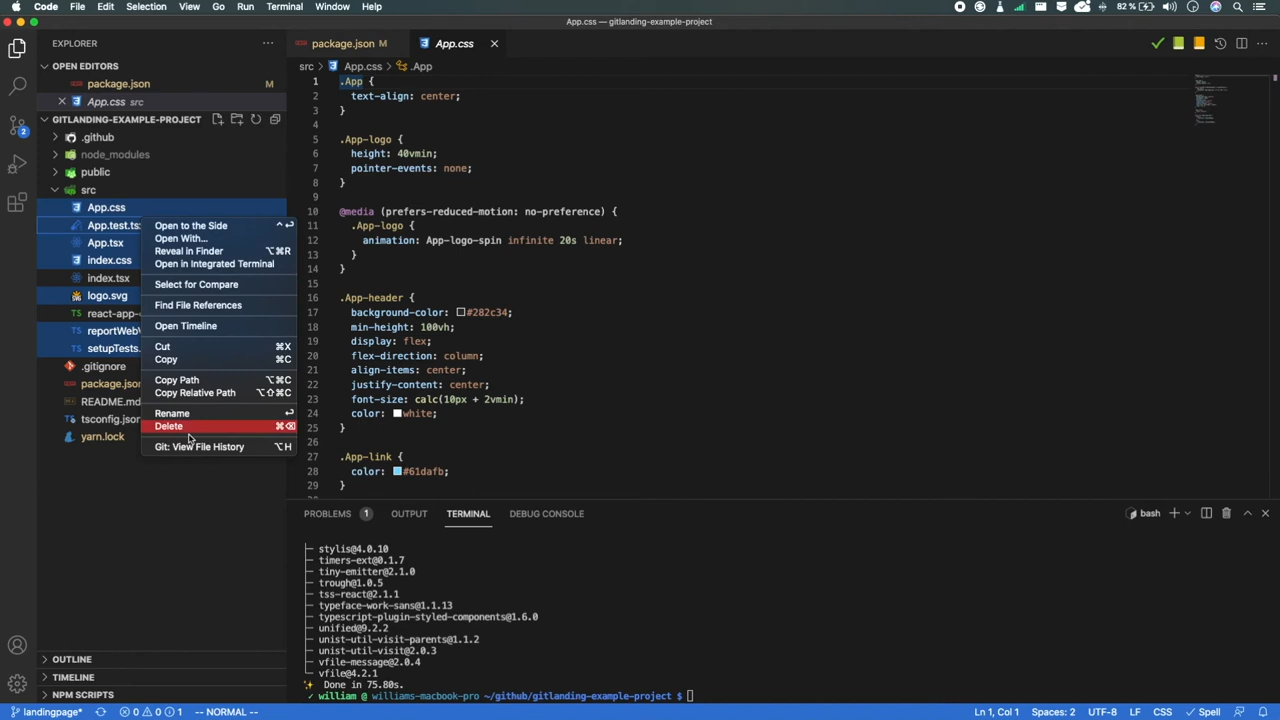 Code File Edit Selection View Go Run Terminal Window Help
82 %
App.css — gitlanding-example-project
EXPLORER
OPEN EDITORS
package.json M
App.css src
GITLANDING-EXAMPLE-PROJECT
.github
node_modules
public
src
App.css
App.test.ts
App.tsx
index.css
index.tsx
logo.svg
react-app-
reportWeb
setupTests.
.gitignore
package.json
README.md
tsconfig.json
yarn.lock
OUTLINE
TIMELINE
NPM SCRIPTS
2
Open to the Side ⌃⏎
Open With...
Reveal in Finder ⌥⌘R
Open in Integrated Terminal
Select for Compare
Find File References
Open Timeline
Cut ⌘X
Copy ⌘C
Copy Path ⌥⌘C
Copy Relative Path ⌥⇧⌘C
Rename ⏎
Delete ⌘⌫
Git: View File History ⌥H
package.json M App.css
src App.css .App
1 .App {
2 text-align: center;
3 }
4
5 .App-logo {
6 height: 40vmin;
7 pointer-events: none;
8 }
9
10 @media (prefers-reduced-motion: no-preference) {
11 .App-logo {
12 animation: App-logo-spin infinite 20s linear;
13 }
14 }
15
16 .App-header {
17 background-color: #282c34;
18 min-height: 100vh;
19 display: flex;
20 flex-direction: column;
21 align-items: center;
22 justify-content: center;
23 font-size: calc(10px + 2vmin);
24 color: white;
25 }
26
27 .App-link {
28 color: #61dafb;
29 }
PROBLEMS 1 OUTPUT TERMINAL DEBUG CONSOLE
bash
├─ stylis@4.0.10
├─ timers-ext@0.1.7
├─ tiny-emitter@2.1.0
├─ trough@1.0.5
├─ tss-react@2.1.1
├─ typeface-work-sans@1.1.13
├─ typescript-plugin-styled-components@1.6.0
├─ unified@9.2.2
├─ unist-util-visit-parents@3.1.1
├─ unist-util-visit@2.0.3
├─ vfile-message@2.0.4
└─ vfile@4.2.1
✨ Done in 75.80s.
✓ william @ williams-macbook-pro ~/github/gitlanding-example-project $
landingpage* 0 0 1 -- NORMAL --
Ln 1, Col 1 Spaces: 2 UTF-8 LF CSS ✓ Spell